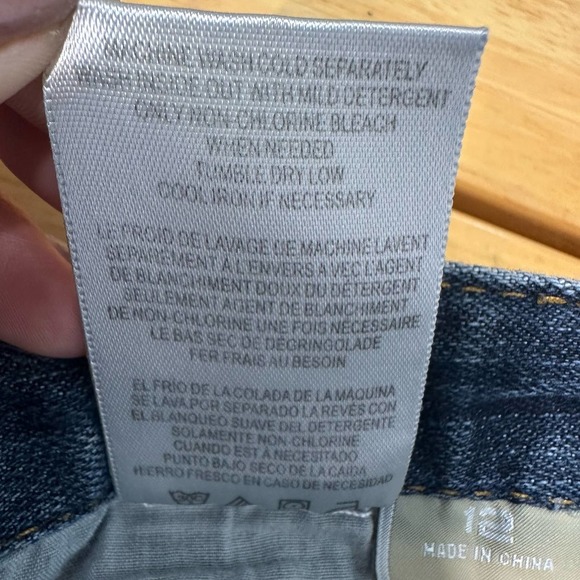 MACHINE WASH COLD SEPARATELY
WASH INSIDE OUT WITH MILD DETERGENT
ONLY NON-CHLORINE BLEACH
WHEN NEEDED
TUMBLE DRY LOW
COOL IRON IF NECESSARY
LE FROID DE LAVAGE DE MACHINE LAVENT
SEPAREMENT A L'ENVERS AVEC L'AGENT
DE BLANCHIMENT DOUX DU DETERGENT
SEULEMENT AGENT DE BLANCHIMENT
DE NON-CHLORINE UNE FOIS NECESSAIRE
LE BAS SEC DE DEGRINGOLADE
FER FRAIS AU BESOIN
EL FRIO DE LA COLADA DE LA MAQUINA
SE LAVA POR SEPARADO LA REVES CON
EL BLANQUEO SUAVE DEL DETERGENTE
SOLAMENTE NON-CHLORINE
CUANDO ESTA NECESITADO
PUNTO BAJO SECO DE LA CAIDA
HIERRO FRESCO EN CASO DE NECESIDAD
12
MADE IN CHINA